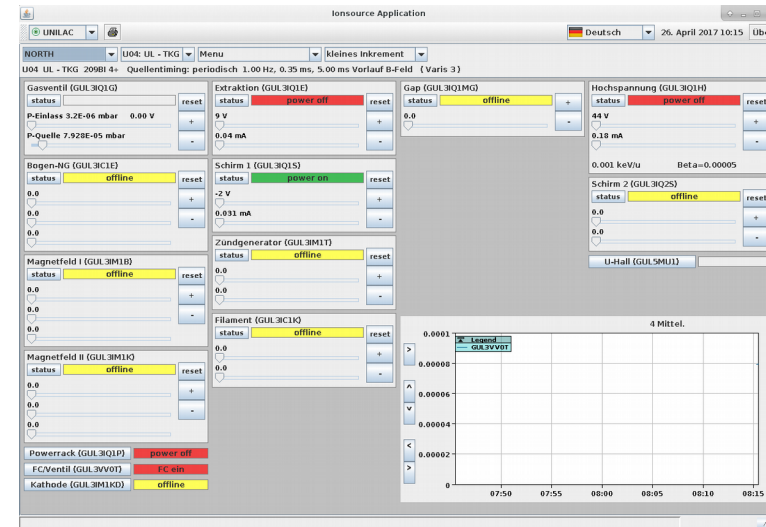 Ionsource Application
UNILAC
Deutsch
26. April 2017 10:15
Übe
NORTH
U04: UL - TKG
Menu
kleines Inkrement
U04 UL - TKG 209BI 4+ Quellentiming: periodisch 1.00 Hz, 0.35 ms, 5.00 ms Vorlauf B-Feld ( Varis 3 )
Gasventil (GUL3IQ1G)
status
reset
P-Einlass 3.2E-06 mbar 0.00 V
+
P-Quelle 7.928E-05 mbar
-
Extraktion (GUL3IQ1E)
status power off reset
9 V
+
0.04 mA
-
Gap (GUL3IQ1MG)
status offline +
0.0
-
Hochspannung (GUL3IQ1H)
status power off reset
44 V
+
0.18 mA
-
0.001 keV/u Beta=0.00005
Bogen-NG (GUL3IC1E)
status offline reset
0.0
+
0.0
-
0.0
Schirm 1 (GUL3IQ1S)
status power on reset
-2 V
+
0.031 mA
-
Schirm 2 (GUL3IQ2S)
status offline reset
0.0
+
0.0
-
Zündgenerator (GUL3IM1T)
status offline reset
0.0
+
0.0
-
U-Hall (GUL5MU1)
Magnetfeld I (GUL3IM1B)
status offline reset
0.0
+
0.0
-
0.0
Filament (GUL3IC1K)
status offline reset
0.0
+
0.0
-
Magnetfeld II (GUL3IM1K)
status offline reset
0.0
+
0.0
-
0.0
Powerrack (GUL3IQ1P) power off
FC/Ventil (GUL3VV0T) FC ein
Kathode (GUL3IM1KD) offline
4 Mittel.
Legend
GUL3VV0T
0.0001
0.00008
0.00006
0.00004
0.00002
0
07:50 07:55 08:00 08:05 08:10 08:15